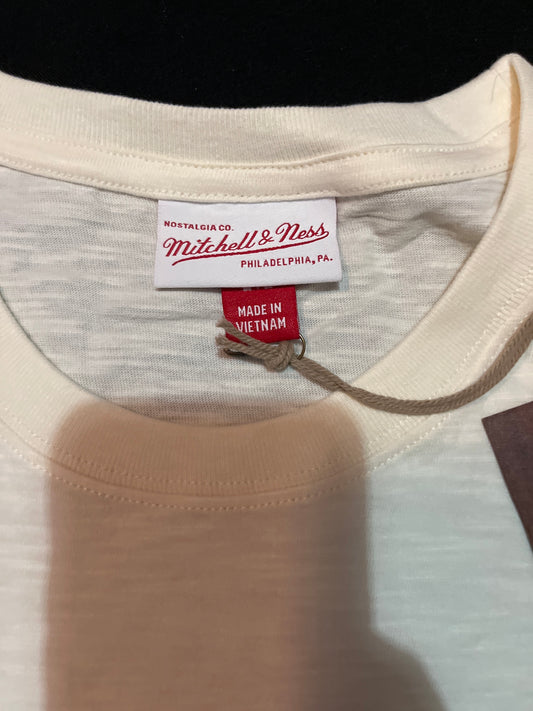 NOSTALGIA CO.
Mitchell & Ness
PHILADELPHIA, PA.
MADE IN
VIETNAM